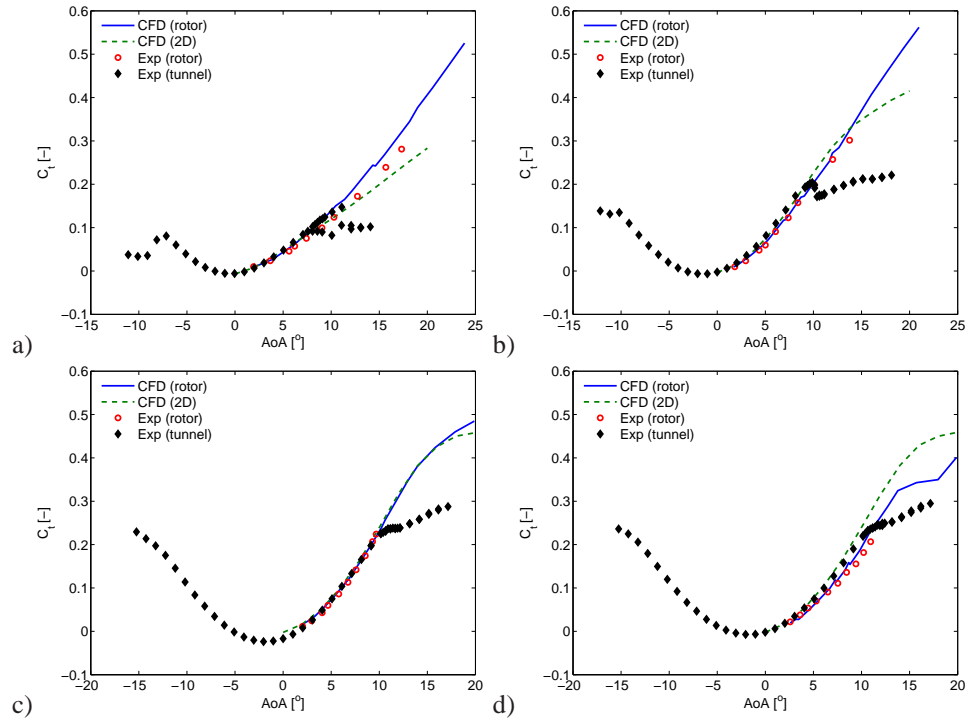 CFD (rotor)
CFD (2D)
Exp (rotor)
Exp (tunnel)
0.6
0.5
0.4
0.3
0.2
0.1
0
−0.1
C_t [−]
−15 −10 −5 0 5 10 15 20 25
AoA [°]
a)
CFD (rotor)
CFD (2D)
Exp (rotor)
Exp (tunnel)
0.6
0.5
0.4
0.3
0.2
0.1
0
−0.1
C_t [−]
−15 −10 −5 0 5 10 15 20 25
AoA [°]
b)
CFD (rotor)
CFD (2D)
Exp (rotor)
Exp (tunnel)
0.6
0.5
0.4
0.3
0.2
0.1
0
−0.1
C_t [−]
−20 −15 −10 −5 0 5 10 15 20
AoA [°]
c)
CFD (rotor)
CFD (2D)
Exp (rotor)
Exp (tunnel)
0.6
0.5
0.4
0.3
0.2
0.1
0
−0.1
C_t [−]
−20 −15 −10 −5 0 5 10 15 20
AoA [°]
d)